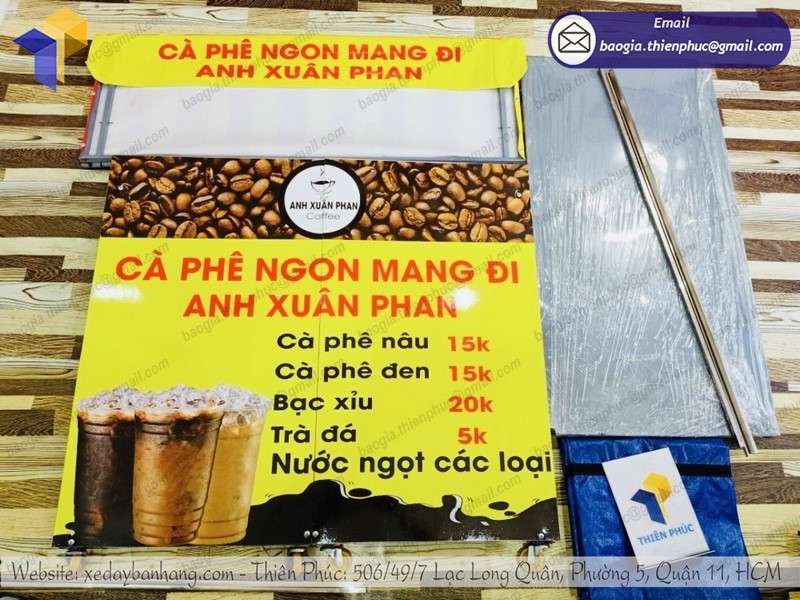 Email
baogia.thienphuc@gmail.com
CÀ PHÊ NGON MANG ĐI
ANH XUÂN PHAN
ANH XUÂN PHAN
Coffee
CÀ PHÊ NGON MANG ĐI
ANH XUÂN PHAN
Cà phê nâu 15k
Cà phê đen 15k
Bạc xỉu 20k
Trà đá 5k
Nước ngọt các loại
THIÊN PHÚC
Website: xedaybanhang.com - Thiên Phúc: 506/49/7 Lạc Long Quân, Phường 5, Quận 11, HCM